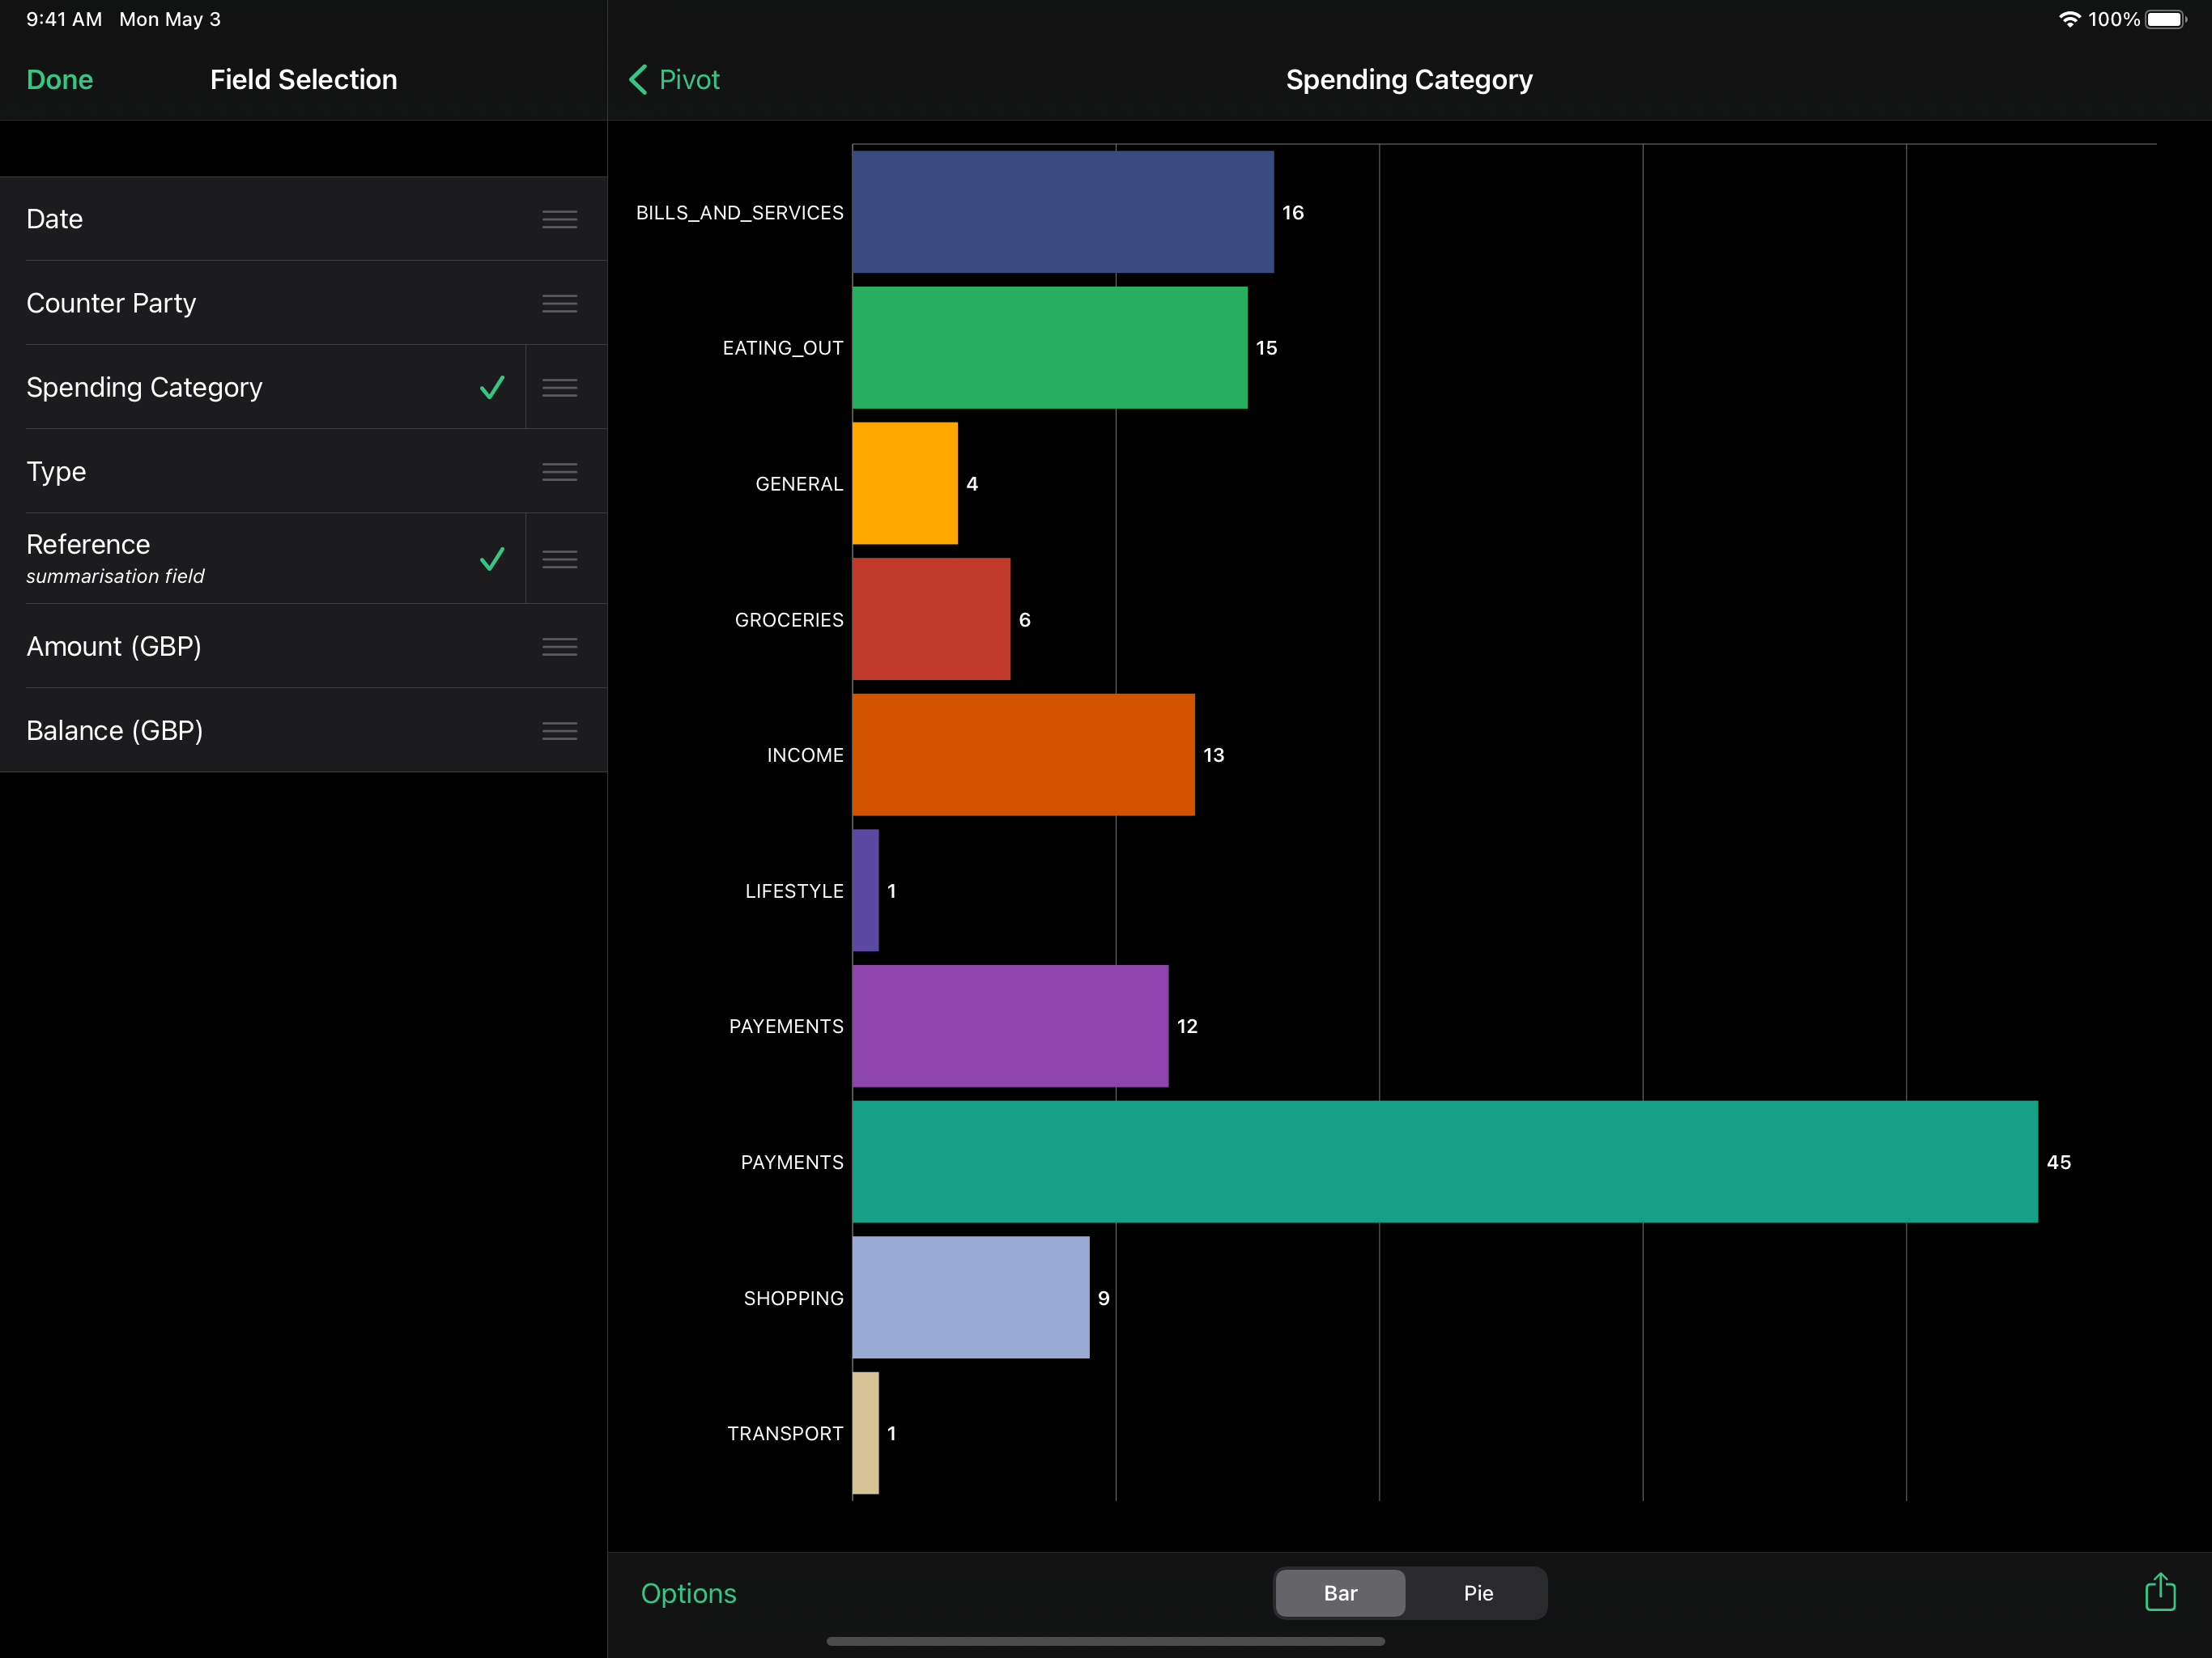 9:41 AM Mon May 3
100%
Done
Field Selection
Date
Counter Party
Spending Category
Type
Reference
summarisation field
Amount (GBP)
Balance (GBP)
Pivot
Spending Category
BILLS_AND_SERVICES 16
EATING_OUT 15
GENERAL 4
GROCERIES 6
INCOME 13
LIFESTYLE 1
PAYEMENTS 12
PAYMENTS 45
SHOPPING 9
TRANSPORT 1
Options
Bar
Pie